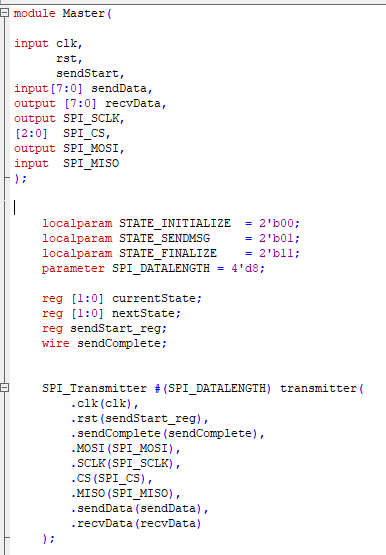 module Master(
input clk,
rst,
sendStart,
input[7:0] sendData,
output [7:0] recvData,
output SPI_SCLK,
[2:0]  SPI_CS,
output SPI_MOSI,
input  SPI_MISO
);
localparam STATE_INITIALIZE  = 2'b00;
localparam STATE_SENDMSG     = 2'b01;
localparam STATE_FINALIZE    = 2'b11;
parameter SPI_DATALENGTH = 4'd8;
reg [1:0] currentState;
reg [1:0] nextState;
reg sendStart_reg;
wire sendComplete;
SPI_Transmitter #(SPI_DATALENGTH) transmitter(
.clk(clk),
.rst(sendStart_reg),
.sendComplete(sendComplete),
.MOSI(SPI_MOSI),
.SCLK(SPI_SCLK),
.CS(SPI_CS),
.MISO(SPI_MISO),
.sendData(sendData),
.recvData(recvData)
);